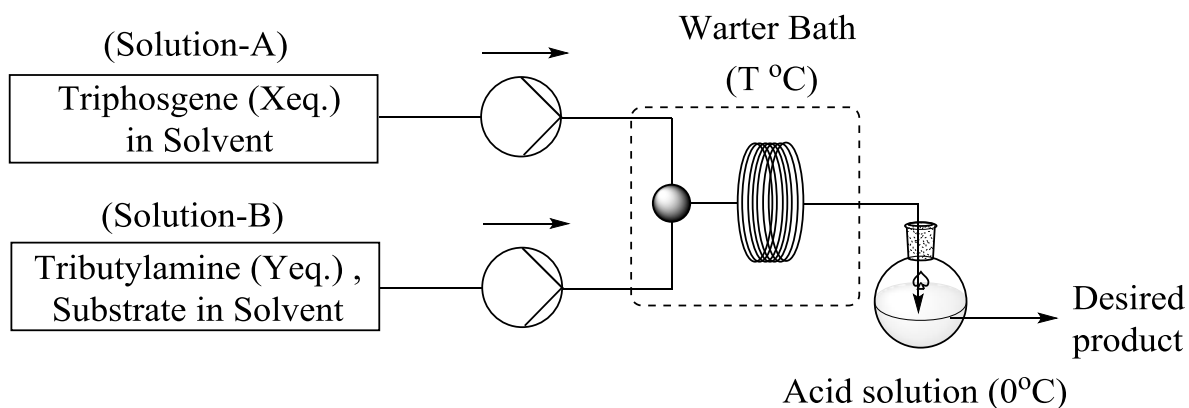 (Solution-A)
Triphosgene (Xeq.)
in Solvent
(Solution-B)
Tributylamine (Yeq.) ,
Substrate in Solvent
Warter Bath
(T °C)
Acid solution (0°C)
Desired
product